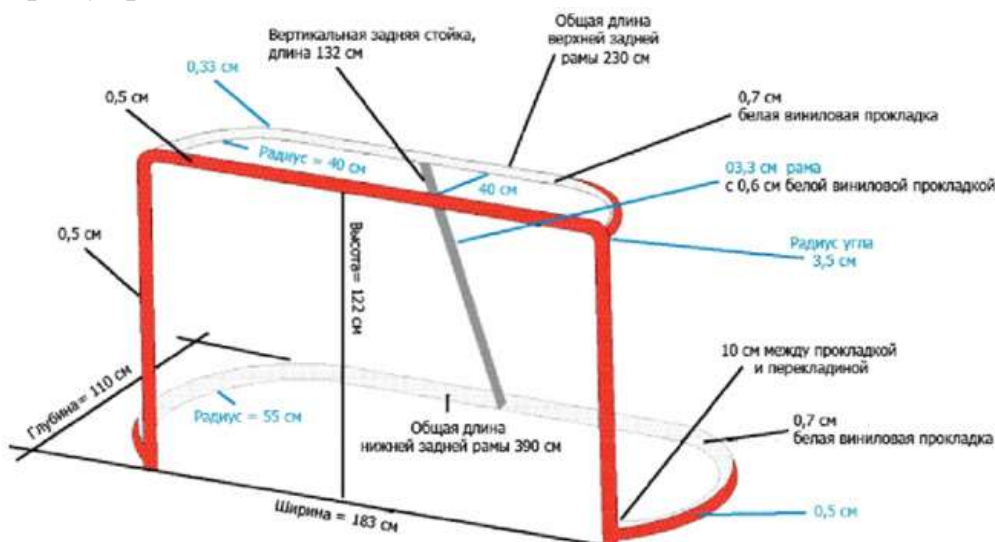 Вертикальная задняя стойка,
длина 132 см
Общая длина
верхней задней
рамы 230 см
0,33 см
0,5 см
0,7 см
белая виниловая прокладка
Радиус = 40 см
40 см
03,3 см рама
с 0,6 см белой виниловой прокладкой
0,5 см
Высота= 122 см
Радиус угла
3,5 см
10 см между прокладкой
и перекладиной
Глубина= 110 см
Радиус = 55 см
Общая длина
нижней задней рамы 390 см
0,7 см
белая виниловая прокладка
Ширина = 183 см
0,5 см